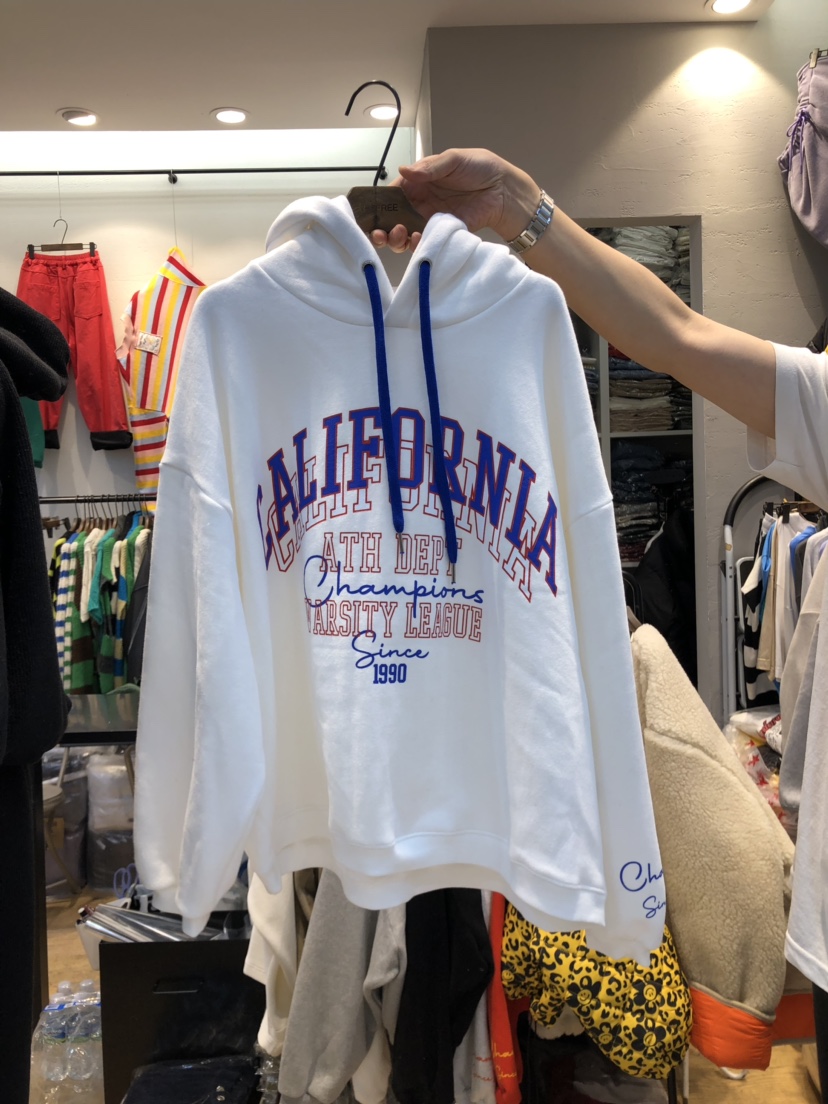 CALIFORNIA
CALIFORNIA
ATH DEPT
Champions
VARSITY LEAGUE
Since
1990